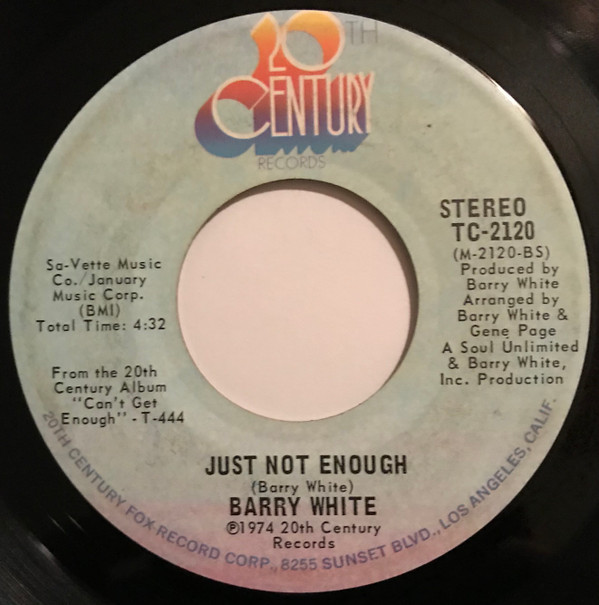 20TH
CENTURY
RECORDS
STEREO
TC-2120
(M-2120-BS)
Produced by
Barry White
Arranged by
Barry White &
Gene Page
A Soul Unlimited
& Barry White,
Inc. Production
Sa-Vette Music
Co./January
Music Corp.
(BMI)
Total Time: 4:32
From the 20th
Century Album
"Can't Get
Enough" - T-444
JUST NOT ENOUGH
(Barry White)
BARRY WHITE
℗1974 20th Century
Records
20TH CENTURY FOX RECORD CORP., 8255 SUNSET BLVD., LOS ANGELES, CALIF.